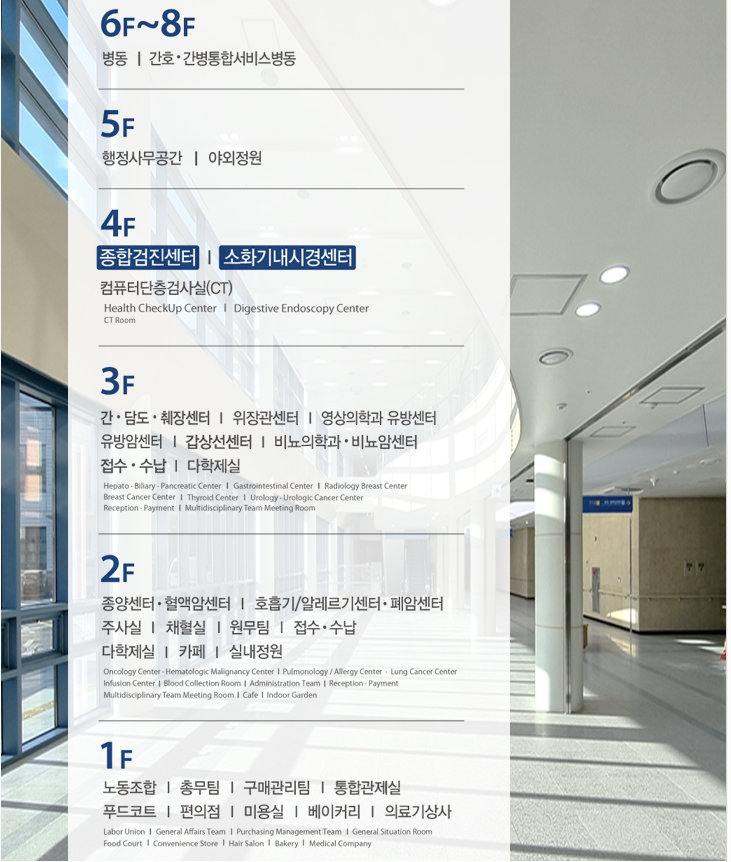 6F~8F
병동 | 간호·간병통합서비스병동
5F
행정사무공간 | 야외정원
4F
종합검진센터 | 소화기내시경센터
컴퓨터단층검사실(CT)
Health CheckUp Center | Digestive Endoscopy Center
CT Room
3F
간·담도·췌장센터 | 위장관센터 | 영상의학과 유방센터
유방암센터 | 갑상선센터 | 비뇨의학과·비뇨암센터
접수·수납 | 다학제실
Hepato·Biliary·Pancreatic Center | Gastrointestinal Center | Radiology Breast Center
Breast Cancer Center | Thyroid Center | Urology·Urologic Cancer Center
Reception·Payment | Multidisciplinary Team Meeting Room
2F
종양센터·혈액암센터 | 호흡기/알레르기센터·폐암센터
주사실 | 채혈실 | 원무팀 | 접수·수납
다학제실 | 카페 | 실내정원
Oncology Center·Hematologic Malignancy Center | Pulmonology / Allergy Center · Lung Cancer Center
Infusion Center | Blood Collection Room | Administration Team | Reception·Payment
Multidisciplinary Team Meeting Room | Cafe | Indoor Garden
1F
노동조합 | 총무팀 | 구매관리팀 | 통합관제실
푸드코트 | 편의점 | 미용실 | 베이커리 | 의료기상사
Labor Union | General Affairs Team | Purchasing Management Team | General Situation Room
Food Court | Convenience Store | Hair Salon | Bakery | Medical Company